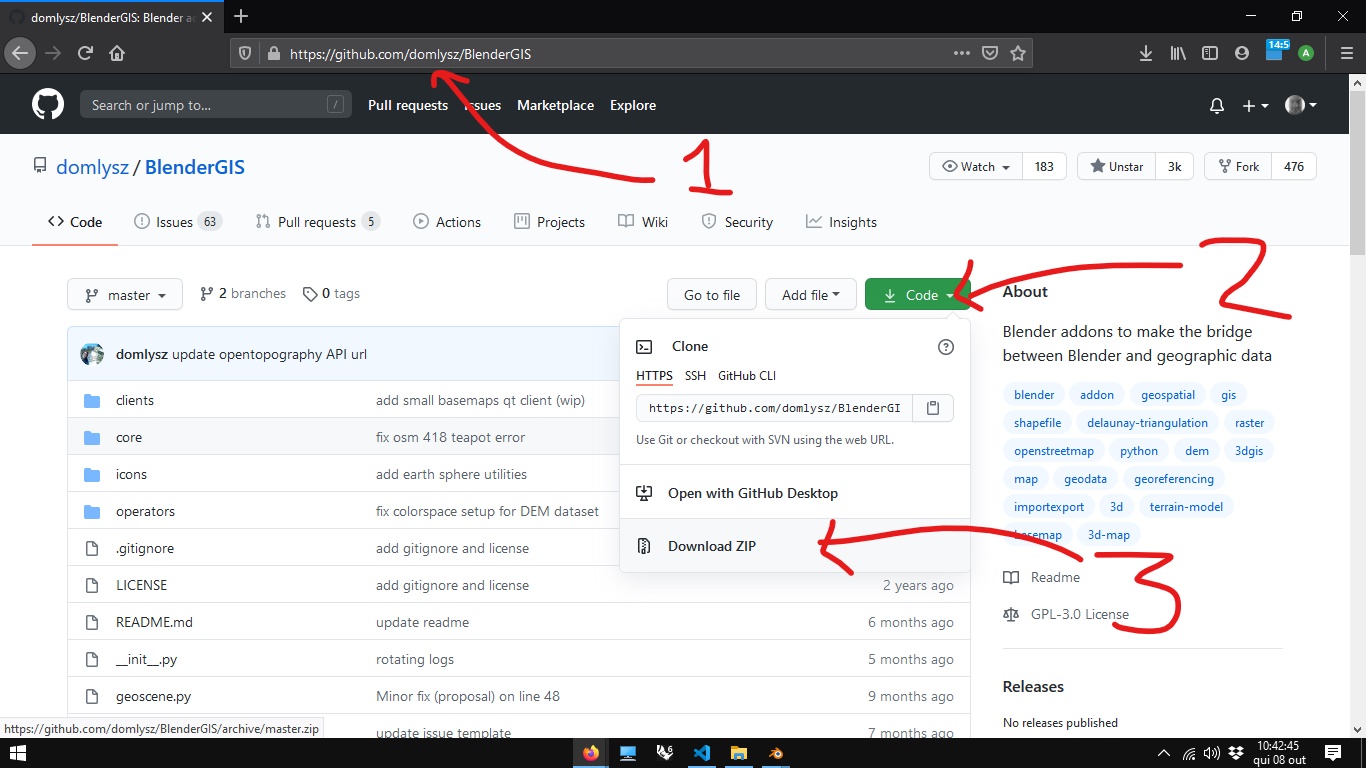 domlysz/BlenderGIS: Blender ad
https://github.com/domlysz/BlenderGIS
14:5
A
Search or jump to...
/
Pull requests
Issues
Marketplace
Explore
1
domlysz / BlenderGIS
Watch
183
Unstar
3k
Fork
476
Code
Issues 63
Pull requests 5
Actions
Projects
Wiki
Security
Insights
2
master
2 branches
0 tags
Go to file
Add file
Code
About
Blender addons to make the bridge
between Blender and geographic data
blender addon geospatial gis
shapefile delaunay-triangulation raster
openstreetmap python dem 3dgis
map geodata georeferencing
importexport 3d terrain-model
basemap 3d-map
3
Readme
GPL-3.0 License
Releases
No releases published
domlysz update opentopography API url
Clone
HTTPS SSH GitHub CLI
https://github.com/domlysz/BlenderGI
Use Git or checkout with SVN using the web URL.
Open with GitHub Desktop
Download ZIP
clients add small basemaps qt client (wip)
core fix osm 418 teapot error
icons add earth sphere utilities
operators fix colorspace setup for DEM dataset
.gitignore add gitignore and license
LICENSE add gitignore and license 2 years ago
README.md update readme 6 months ago
__init__.py rotating logs 5 months ago
geoscene.py Minor fix (proposal) on line 48 9 months ago
update issue template 7 months ago
https://github.com/domlysz/BlenderGIS/archive/master.zip
6
10:42:45
qui 08 out